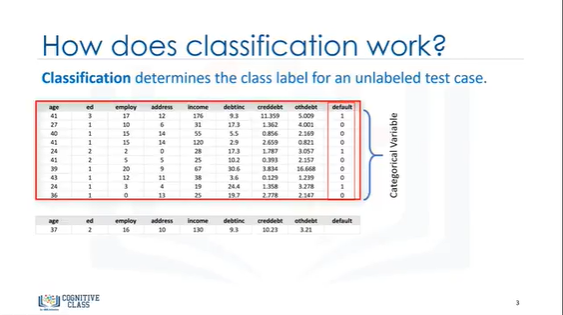 How does classification work?
Classification determines the class label for an unlabeled test case.
age ed employ address income debtinc creddebt othdebt default
41 3 17 12 176 9.3 11.359 5.009 1
27 1 10 6 31 17.3 1.362 4.001 0
40 1 15 14 55 5.5 0.856 2.169 0
41 1 15 14 120 2.9 2.659 0.821 0
24 2 2 0 28 17.3 1.787 3.057 1
41 2 5 5 25 10.2 0.393 2.157 0
39 1 20 9 67 30.6 3.834 16.668 0
43 1 12 11 38 3.6 0.129 1.239 0
24 1 3 4 19 24.4 1.358 3.278 1
36 1 0 13 25 19.7 2.778 2.147 0
Categorical Variable
age ed employ address income debtinc creddebt othdebt default
37 2 16 10 130 9.3 10.23 3.21
COGNITIVE
CLASS
3